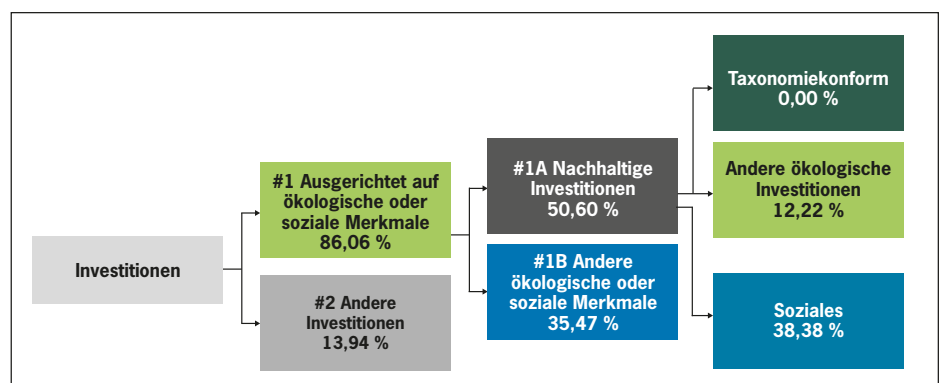 Investitionen
#1 Ausgerichtet auf
ökologische oder
soziale Merkmale
86,06 %
#2 Andere
Investitionen
13,94 %
#1A Nachhaltige
Investitionen
50,60 %
#1B Andere
ökologische oder
soziale Merkmale
35,47 %
Taxonomiekonform
0,00 %
Andere ökologische
Investitionen
12,22 %
Soziales
38,38 %